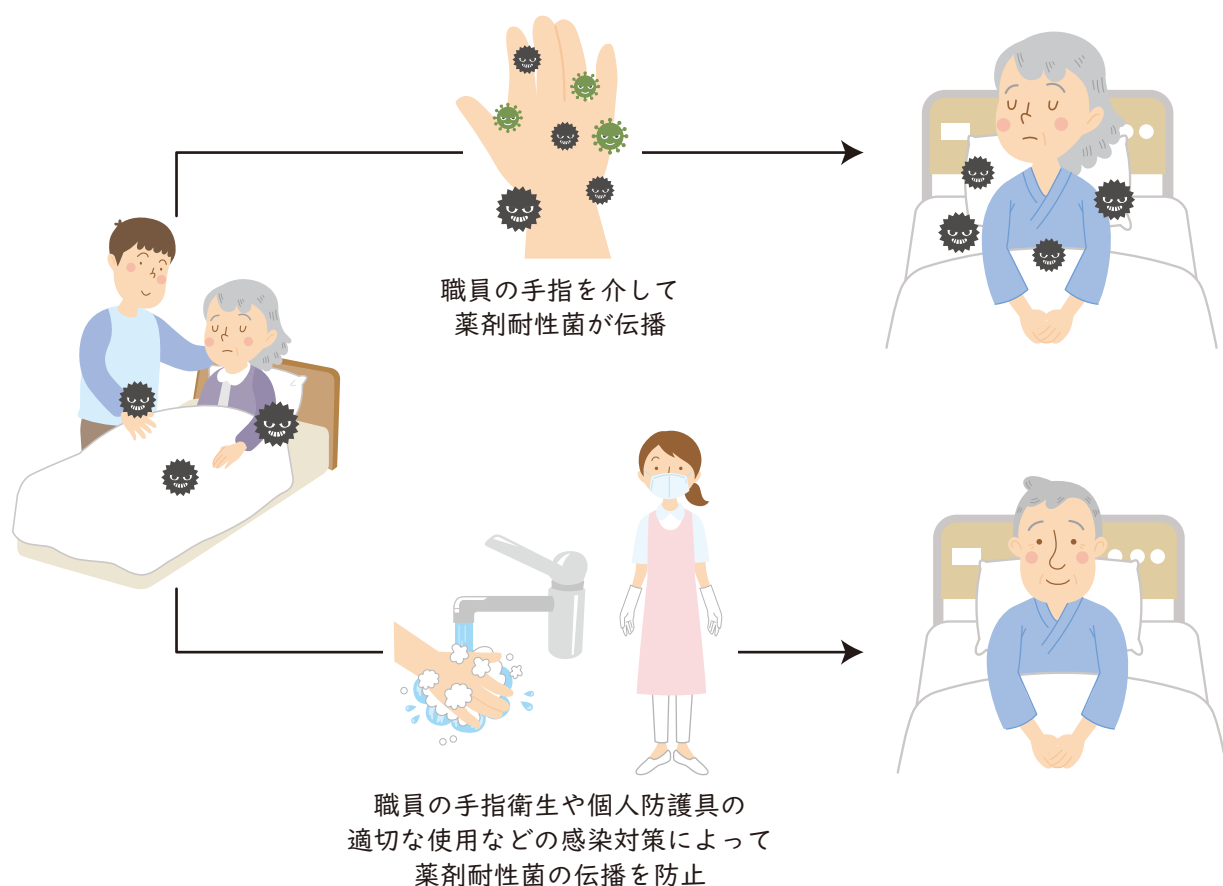 職員の手指を介して
薬剤耐性菌が伝播
職員の手指衛生や個人防護具の
適切な使用などの感染対策によって
薬剤耐性菌の伝播を防止